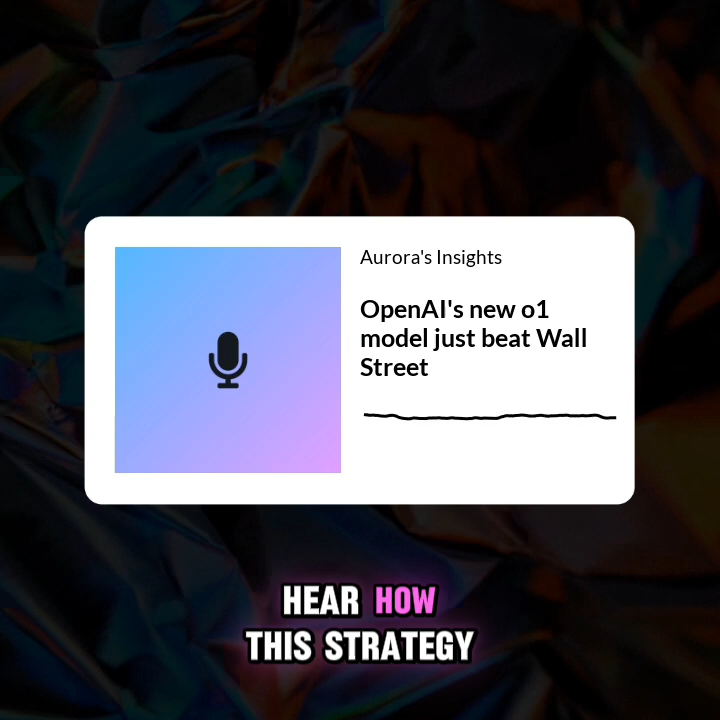 Aurora's Insights
OpenAI's new o1
model just beat Wall
Street
HEAR HOW
THIS STRATEGY